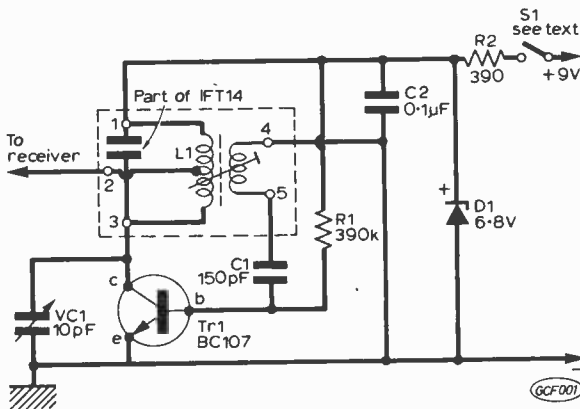 S1
see text
R2
390
+9V
Part of IFT14
C2
0·1µF
1
4
To
receiver
L1
2
5
3
R1
390k
+
D1
6·8V
C1
150pF
c
b
VC1
10pF
e
Tr1
BC107
−
GCF001